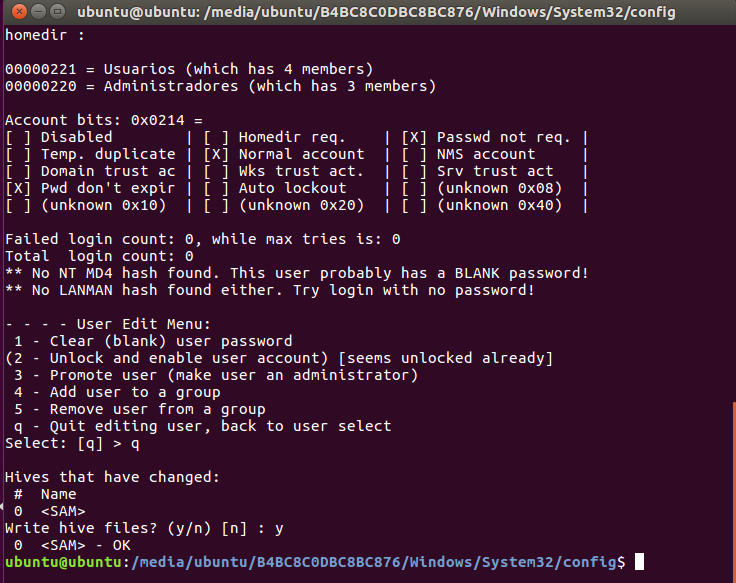 ubuntu@ubuntu: /media/ubuntu/B4BC8C0DBC8BC876/Windows/System32/config
homedir :
00000221 = Usuarios (which has 4 members)
00000220 = Administradores (which has 3 members)
Account bits: 0x0214 =
[ ] Disabled        | [ ] Homedir req.    | [X] Passwd not req. |
[ ] Temp. duplicate | [X] Normal account  | [ ] NMS account     |
[ ] Domain trust ac | [ ] Wks trust act.  | [ ] Srv trust act   |
[X] Pwd don't expir | [ ] Auto lockout    | [ ] (unknown 0x08)  |
[ ] (unknown 0x10)  | [ ] (unknown 0x20)  | [ ] (unknown 0x40)  |
Failed login count: 0, while max tries is: 0
Total  login count: 0
** No NT MD4 hash found. This user probably has a BLANK password!
** No LANMAN hash found either. Try login with no password!
- - - - User Edit Menu:
 1 - Clear (blank) user password
(2 - Unlock and enable user account) [seems unlocked already]
 3 - Promote user (make user an administrator)
 4 - Add user to a group
 5 - Remove user from a group
 q - Quit editing user, back to user select
Select: [q] > q
Hives that have changed:
 #  Name
 0  <SAM>
Write hive files? (y/n) [n] : y
 0  <SAM> - OK
ubuntu@ubuntu:/media/ubuntu/B4BC8C0DBC8BC876/Windows/System32/config$